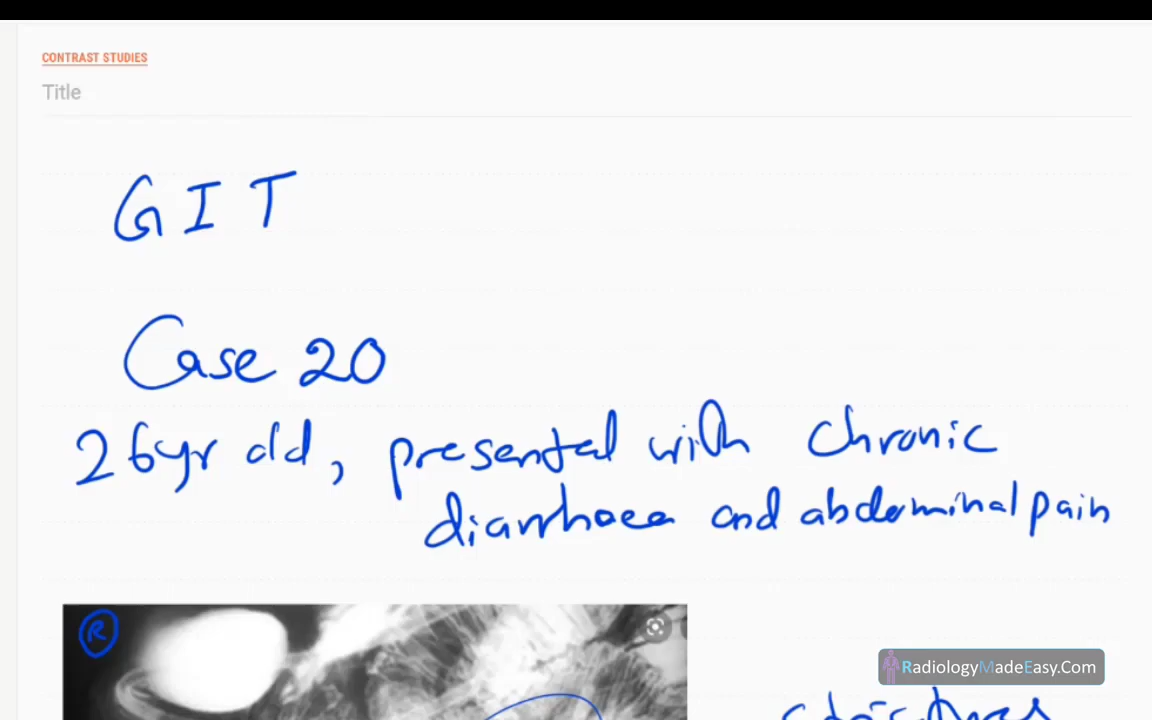 CONTRAST STUDIES
Title
GIT
Case 20
26yr old, presented with chronic
diarrhoea and abdominal pain
R
RadiologyMadeEasy.Com